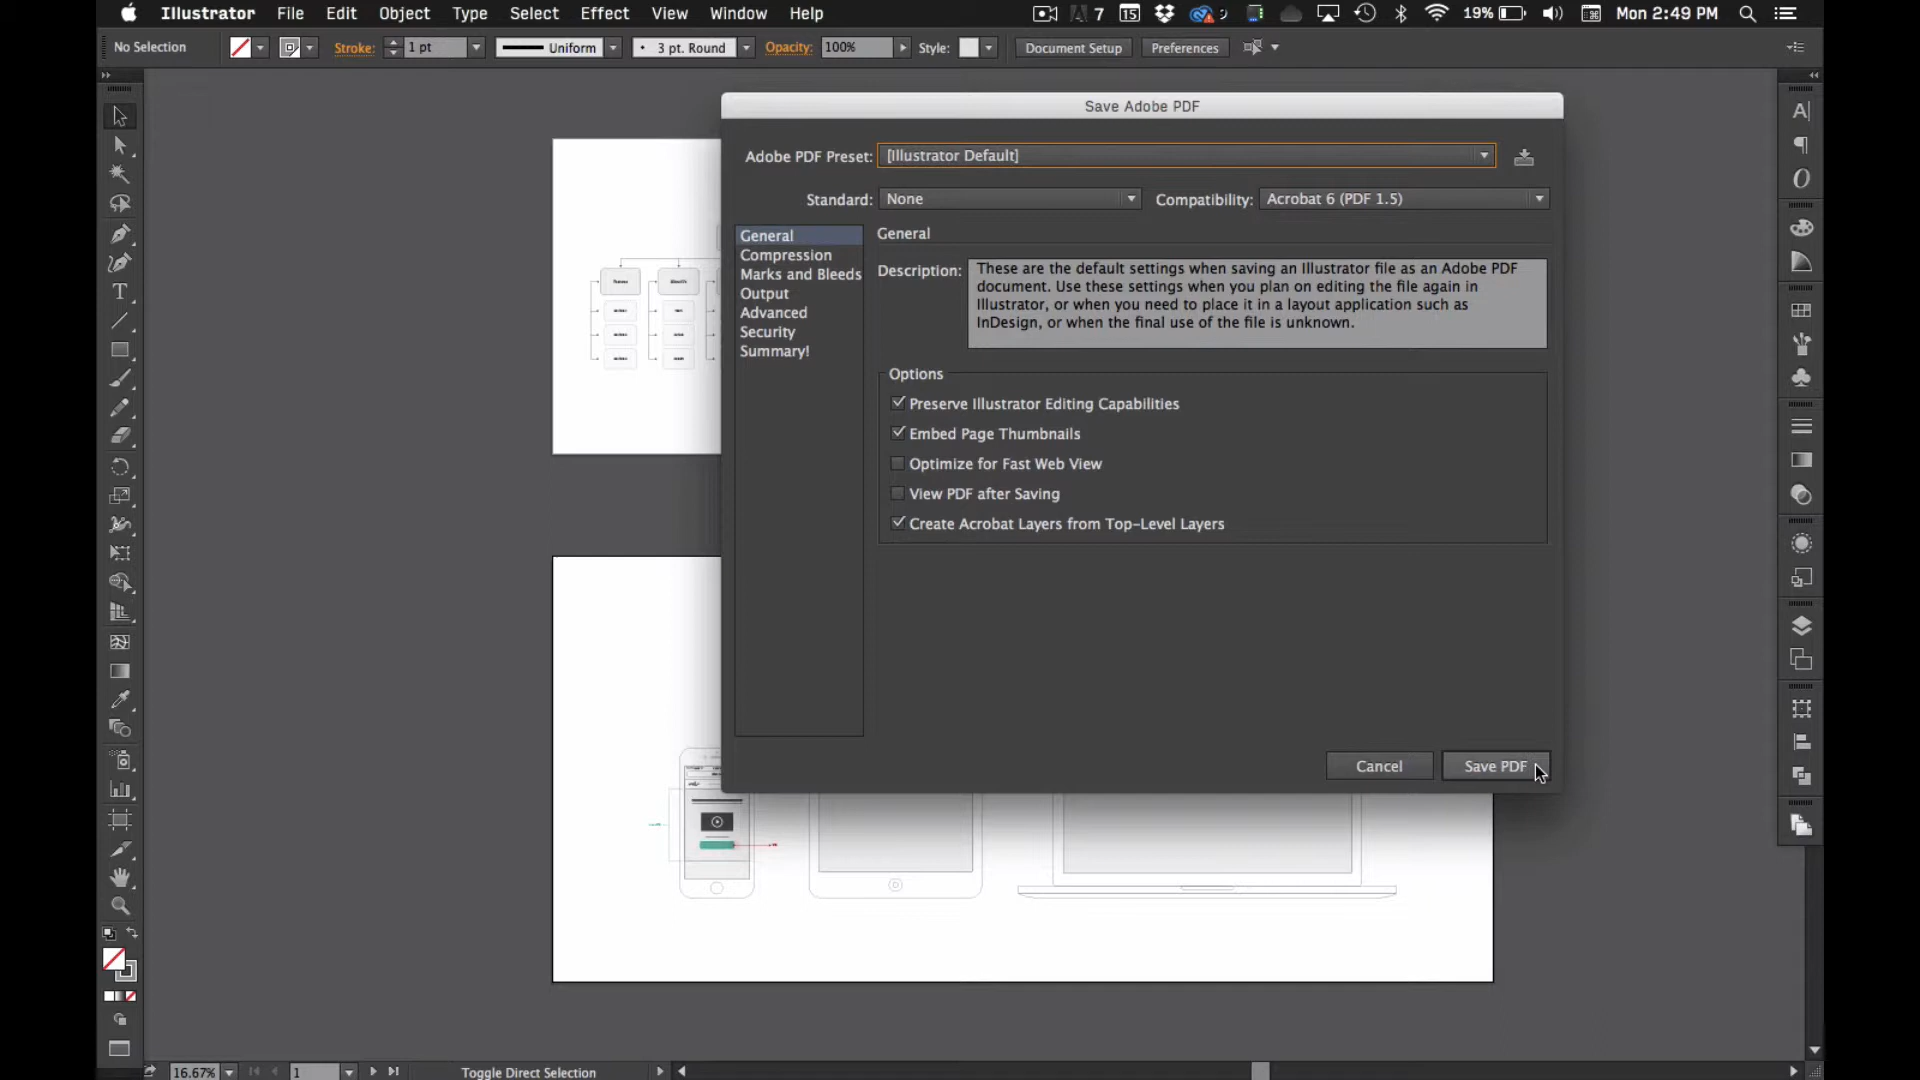 Illustrator File Edit Object Type Select Effect View Window Help 7 15 19% Mon 2:49 PM
No Selection Stroke: 1 pt Uniform 3 pt. Round Opacity: 100% Style: Document Setup Preferences
Save Adobe PDF
Adobe PDF Preset: [Illustrator Default]
Standard: None Compatibility: Acrobat 6 (PDF 1.5)
General
Compression
Marks and Bleeds
Output
Advanced
Security
Summary!
General
Description: These are the default settings when saving an Illustrator file as an Adobe PDF
document. Use these settings when you plan on editing the file again in
Illustrator, or when you need to place it in a layout application such as
InDesign, or when the final use of the file is unknown.
Options
Preserve Illustrator Editing Capabilities
Embed Page Thumbnails
Optimize for Fast Web View
View PDF after Saving
Create Acrobat Layers from Top-Level Layers
Cancel Save PDF
16.67% 1 Toggle Direct Selection